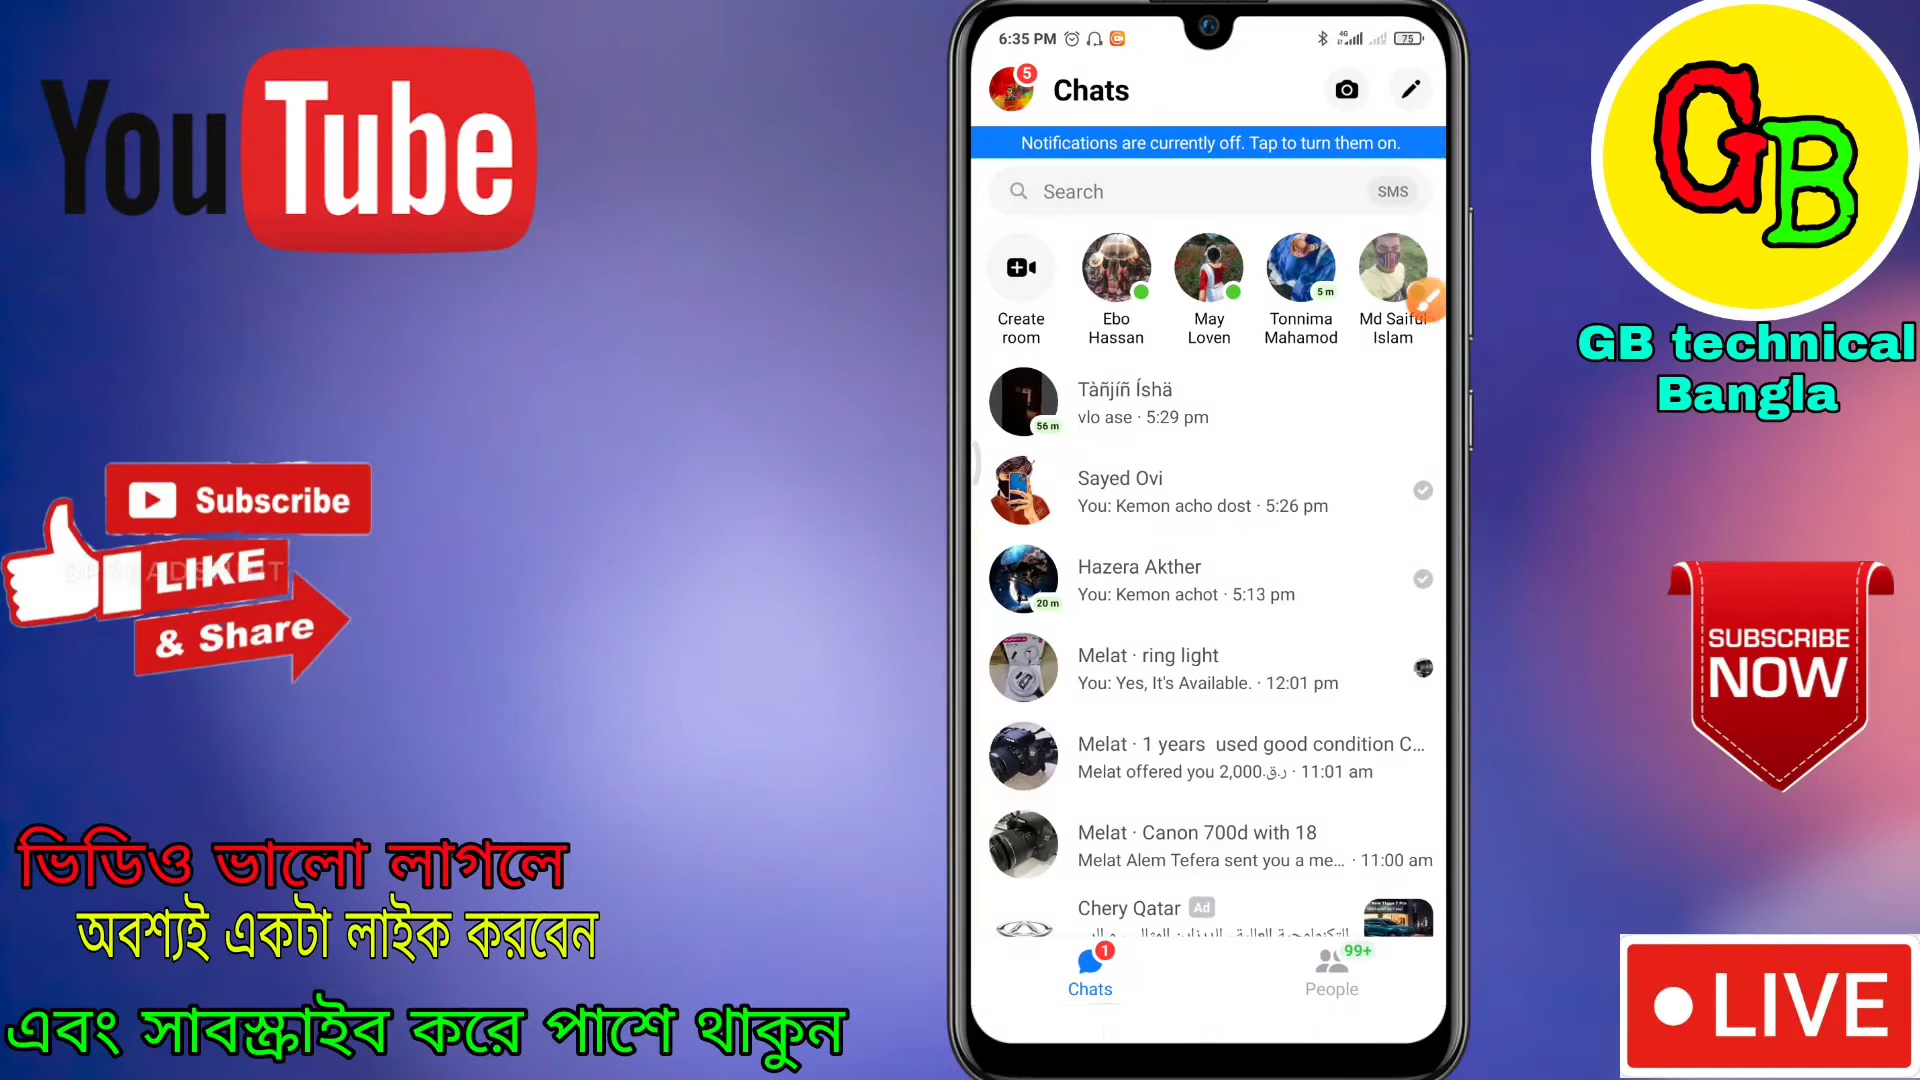 YouTube
Subscribe
LIKE
& Share
ভিডিও ভালো লাগলে
অবশ্যই একটা লাইক করবেন
এবং সাবস্ক্রাইব করে পাশে থাকুন
6:35 PM
4G
75
5
Chats
Notifications are currently off. Tap to turn them on.
Search
SMS
Create room
Ebo Hassan
May Loven
5 m
Tonnima Mahamod
Md Saiful Islam
Tàñjíñ Íshä
vlo ase · 5:29 pm
56 m
Sayed Ovi
You: Kemon acho dost · 5:26 pm
Hazera Akther
You: Kemon achot · 5:13 pm
20 m
Melat · ring light
You: Yes, It's Available. · 12:01 pm
Melat · 1 years used good condition C...
Melat offered you 2,000.ر.ق · 11:01 am
Melat · Canon 700d with 18
Melat Alem Tefera sent you a me... · 11:00 am
Chery Qatar Ad
1
Chats
99+
People
GB
GB technical
Bangla
SUBSCRIBE
NOW
LIVE